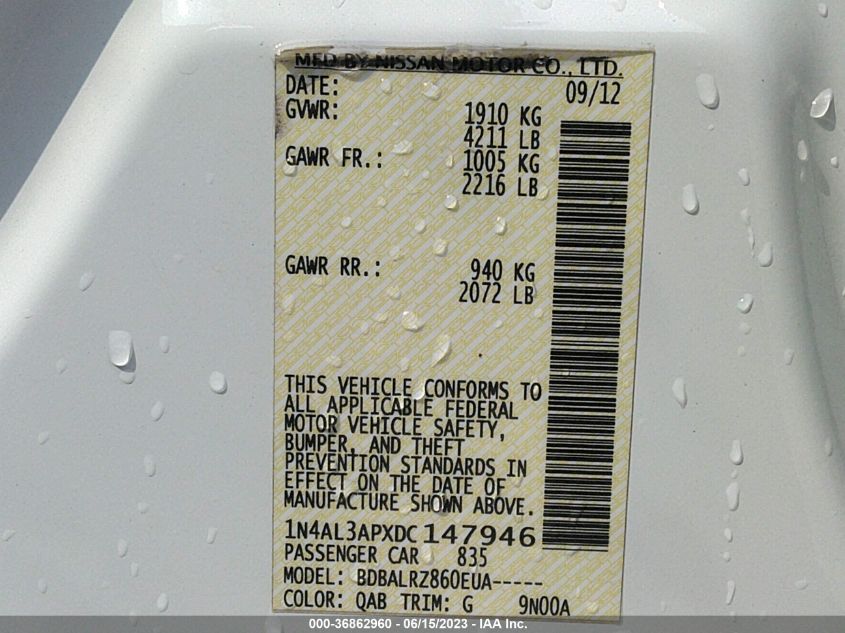 MFD BY NISSAN MOTOR CO., LTD.
DATE: 09/12
GVWR: 1910 KG
4211 LB
GAWR FR.: 1005 KG
2216 LB
GAWR RR.: 940 KG
2072 LB
THIS VEHICLE CONFORMS TO
ALL APPLICABLE FEDERAL
MOTOR VEHICLE SAFETY,
BUMPER, AND THEFT
PREVENTION STANDARDS IN
EFFECT ON THE DATE OF
MANUFACTURE SHOWN ABOVE.
1N4AL3APXDC147946
PASSENGER CAR 835
MODEL: BDBALRZ860EUA-----
COLOR: QAB TRIM: G 9N00A
000-36862960 - 06/15/2023 - IAA Inc.